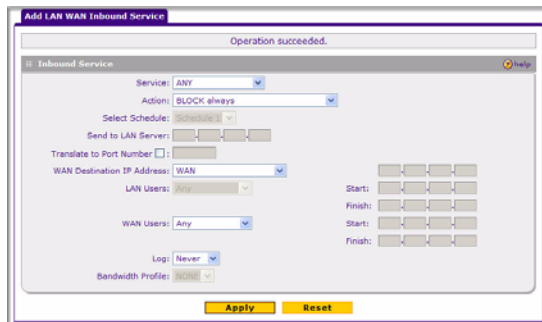 Add LAN WAN Inbound Service
Operation succeeded.
Inbound Service help
Service: ANY
Action: BLOCK always
Select Schedule: Schedule 1
Send to LAN Server:
Translate to Port Number :
WAN Destination IP Address: WAN
LAN Users: Any Start:
Finish:
WAN Users: Any Start:
Finish:
Log: Never
Bandwidth Profile: NONE
Apply Reset